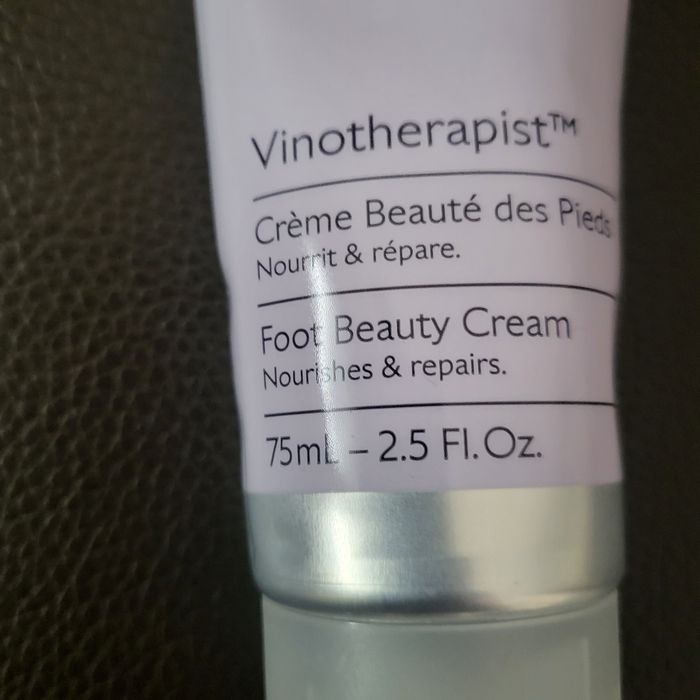 Vinotherapist™
Crème Beauté des Pieds
Nourrit & répare.
Foot Beauty Cream
Nourishes & repairs.
75mL – 2.5 Fl. Oz.